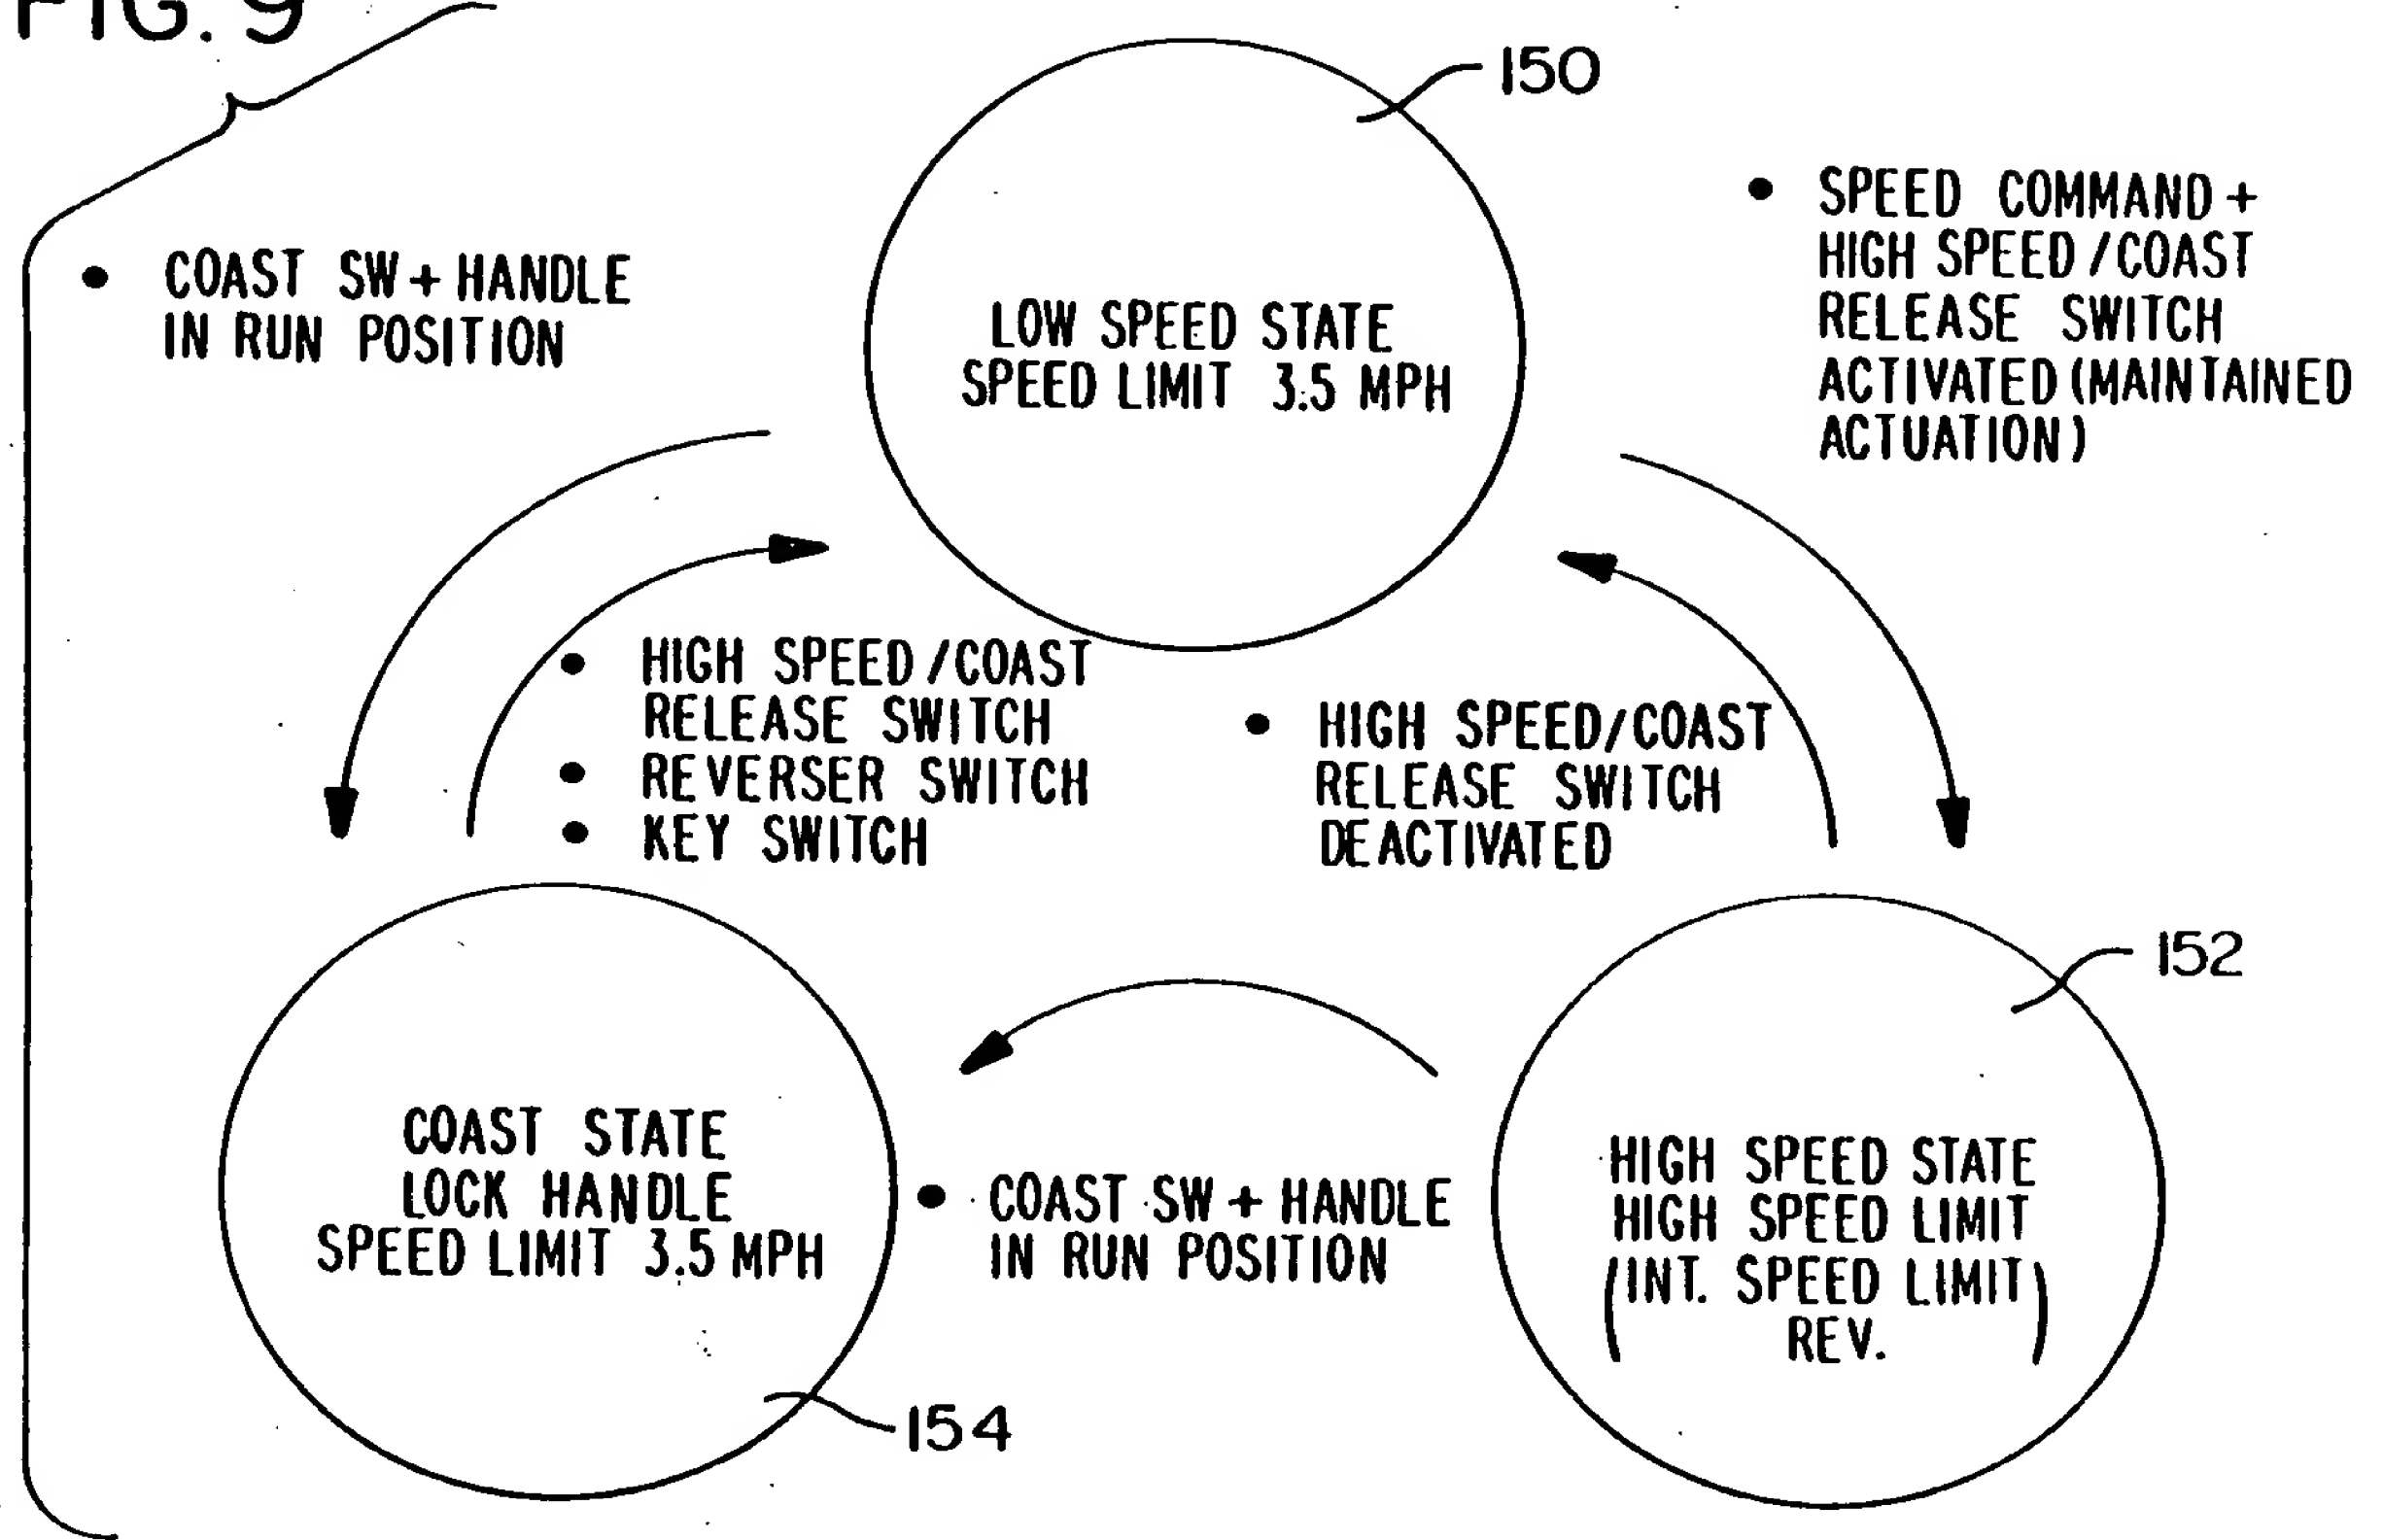 FIG. 9
150
• SPEED COMMAND +
HIGH SPEED / COAST
RELEASE SWITCH
ACTIVATED (MAINTAINED
ACTUATION)
• COAST SW + HANDLE
IN RUN POSITION
LOW SPEED STATE
SPEED LIMIT 3.5 MPH
• HIGH SPEED / COAST
RELEASE SWITCH
• REVERSER SWITCH
• KEY SWITCH
• HIGH SPEED/COAST
RELEASE SWITCH
DEACTIVATED
152
COAST STATE
LOCK HANDLE
SPEED LIMIT 3.5 MPH
• COAST SW + HANDLE
IN RUN POSITION
HIGH SPEED STATE
HIGH SPEED LIMIT
(INT. SPEED LIMIT
REV.)
154